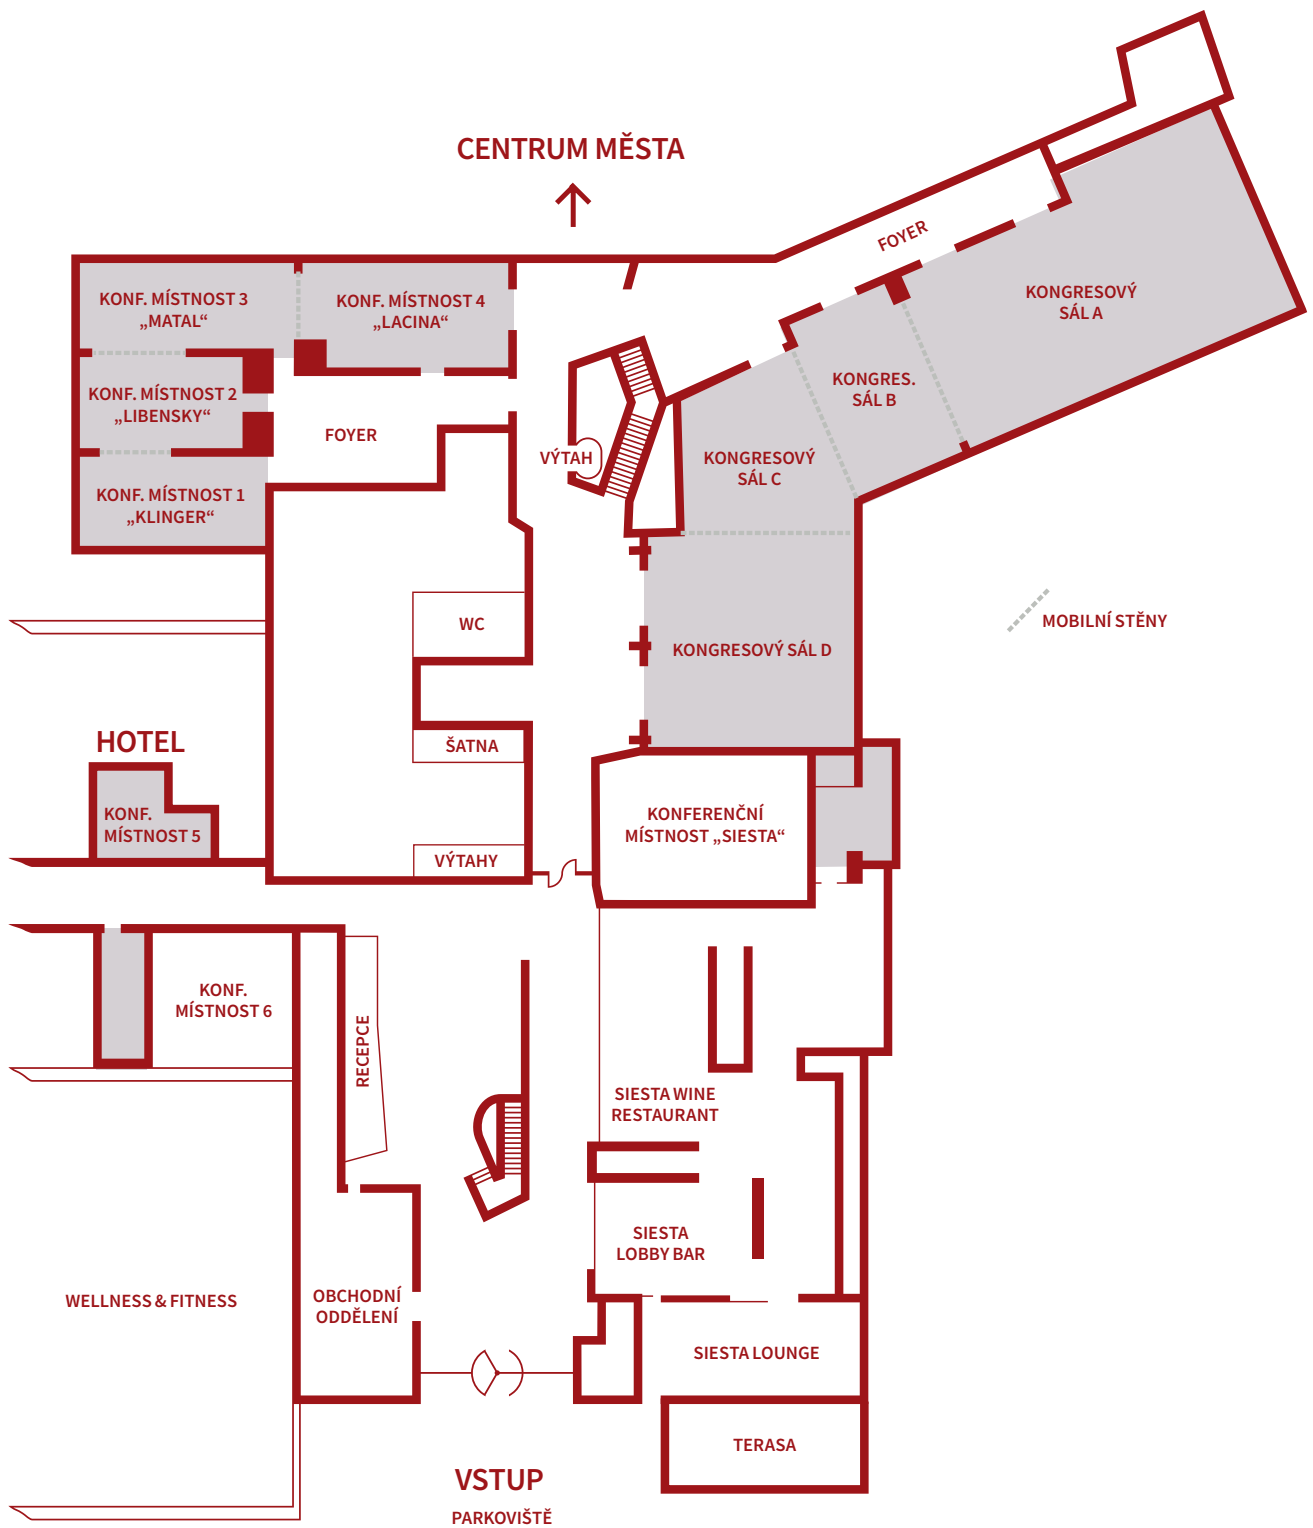 CENTRUM MĚSTA
FOYER
KONGRESOVÝ
SÁL A
KONF. MÍSTNOST 3
„MATAL“
KONF. MÍSTNOST 4
„LACINA“
KONGRES.
SÁL B
KONF. MÍSTNOST 2
„LIBENSKY“
FOYER
VÝTAH
KONGRESOVÝ
SÁL C
KONF. MÍSTNOST 1
„KLINGER“
WC
KONGRESOVÝ SÁL D
MOBILNÍ STĚNY
HOTEL
ŠATNA
KONF.
MÍSTNOST 5
KONFERENČNÍ
MÍSTNOST „SIESTA“
VÝTAHY
KONF.
MÍSTNOST 6
RECEPCE
SIESTA WINE
RESTAURANT
SIESTA
LOBBY BAR
WELLNESS & FITNESS
OBCHODNÍ
ODDĚLENÍ
SIESTA LOUNGE
TERASA
VSTUP
PARKOVIŠTĚ